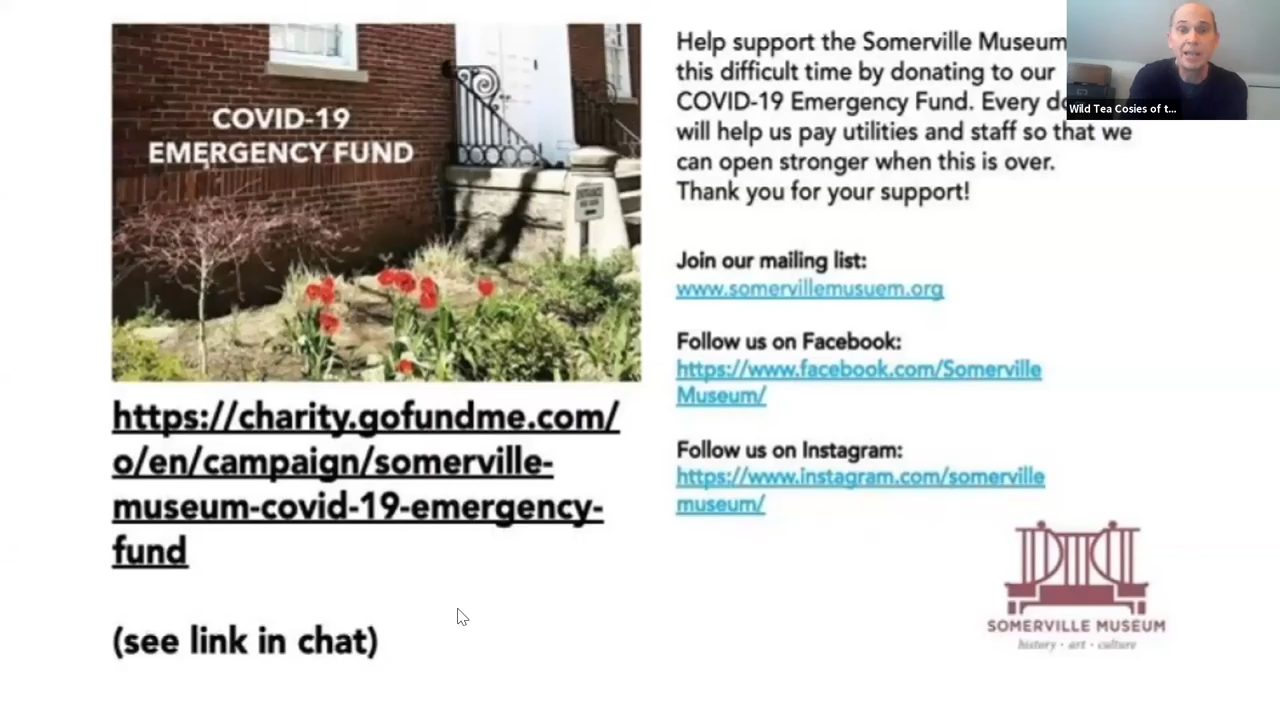 COVID-19
EMERGENCY FUND
https://charity.gofundme.com/
o/en/campaign/somerville-
museum-covid-19-emergency-
fund
(see link in chat)
Help support the Somerville Museum
this difficult time by donating to our
COVID-19 Emergency Fund. Every
will help us pay utilities and staff so that we
can open stronger when this is over.
Thank you for your support!
Join our mailing list:
www.somervillemusuem.org
Follow us on Facebook:
https://www.facebook.com/Somerville
Museum/
Follow us on Instagram:
https://www.instagram.com/somerville
museum/
SOMERVILLE MUSEUM
history · art · culture
Wild Tea Cosies of t...